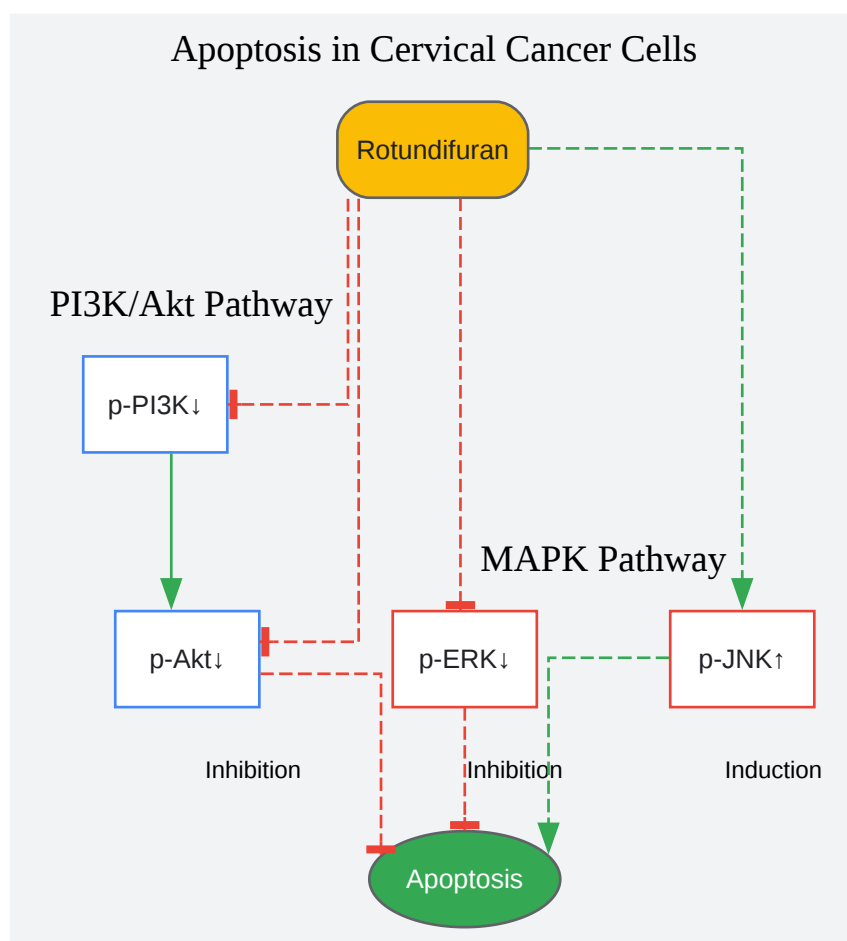 Apoptosis in Cervical Cancer Cells
Rotundifuran
PI3K/Akt Pathway
p-PI3K↓
MAPK Pathway
p-Akt↓
p-ERK↓
p-JNK↑
Inhibition
Inhibition
Induction
Apoptosis